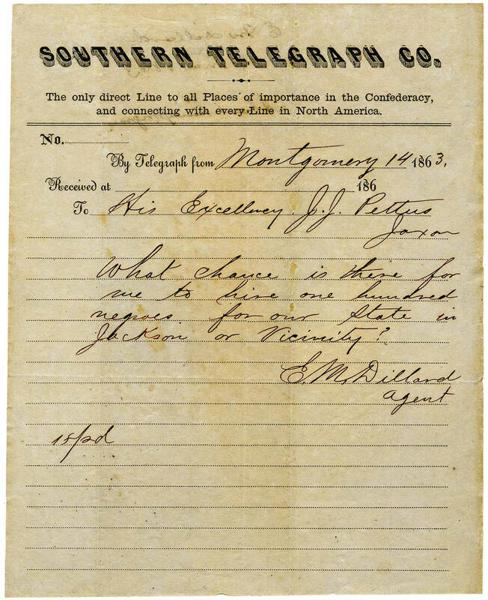 SOUTHERN TELEGRAPH CO.
The only direct Line to all Places of importance in the Confederacy,
and connecting with every Line in North America.
No.
By Telegraph from Montgomery 14 1863.
Received at 186
To His Excellency J. J. Pettus
Jaxon
What chance is there for
me to hire one hundred
negroes for our State in
Jackson or Vicinity?
E. M. Dillard
agent
15/pd